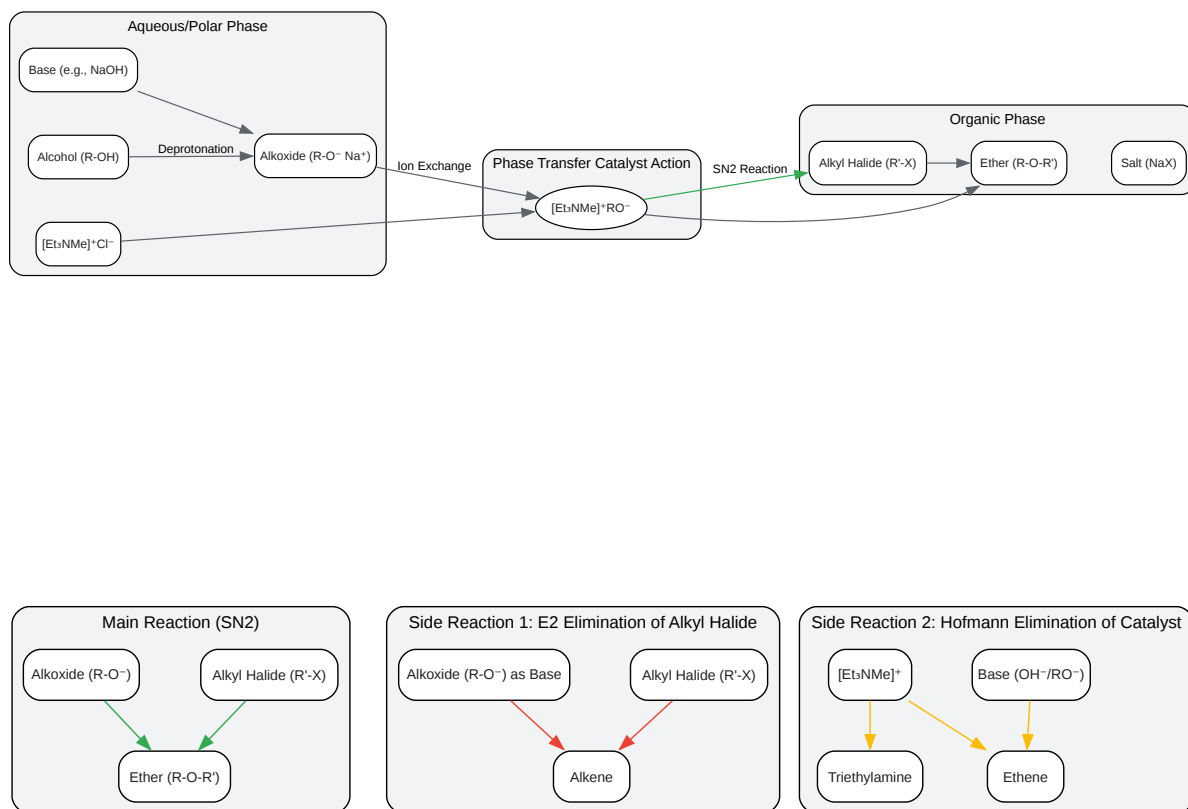 Aqueous/Polar Phase
Base (e.g., NaOH)
Alcohol (R-OH)
Deprotonation
Alkoxide (R-O⁻ Na⁺)
[Et₃NMe]⁺Cl⁻
Ion Exchange
Phase Transfer Catalyst Action
[Et₃NMe]⁺RO⁻
SN2 Reaction
Organic Phase
Alkyl Halide (R'-X)
Ether (R-O-R')
Salt (NaX)
Main Reaction (SN2)
Alkoxide (R-O⁻)
Alkyl Halide (R'-X)
Ether (R-O-R')
Side Reaction 1: E2 Elimination of Alkyl Halide
Alkoxide (R-O⁻) as Base
Alkyl Halide (R'-X)
Alkene
Side Reaction 2: Hofmann Elimination of Catalyst
[Et₃NMe]⁺
Base (OH⁻/RO⁻)
Triethylamine
Ethene